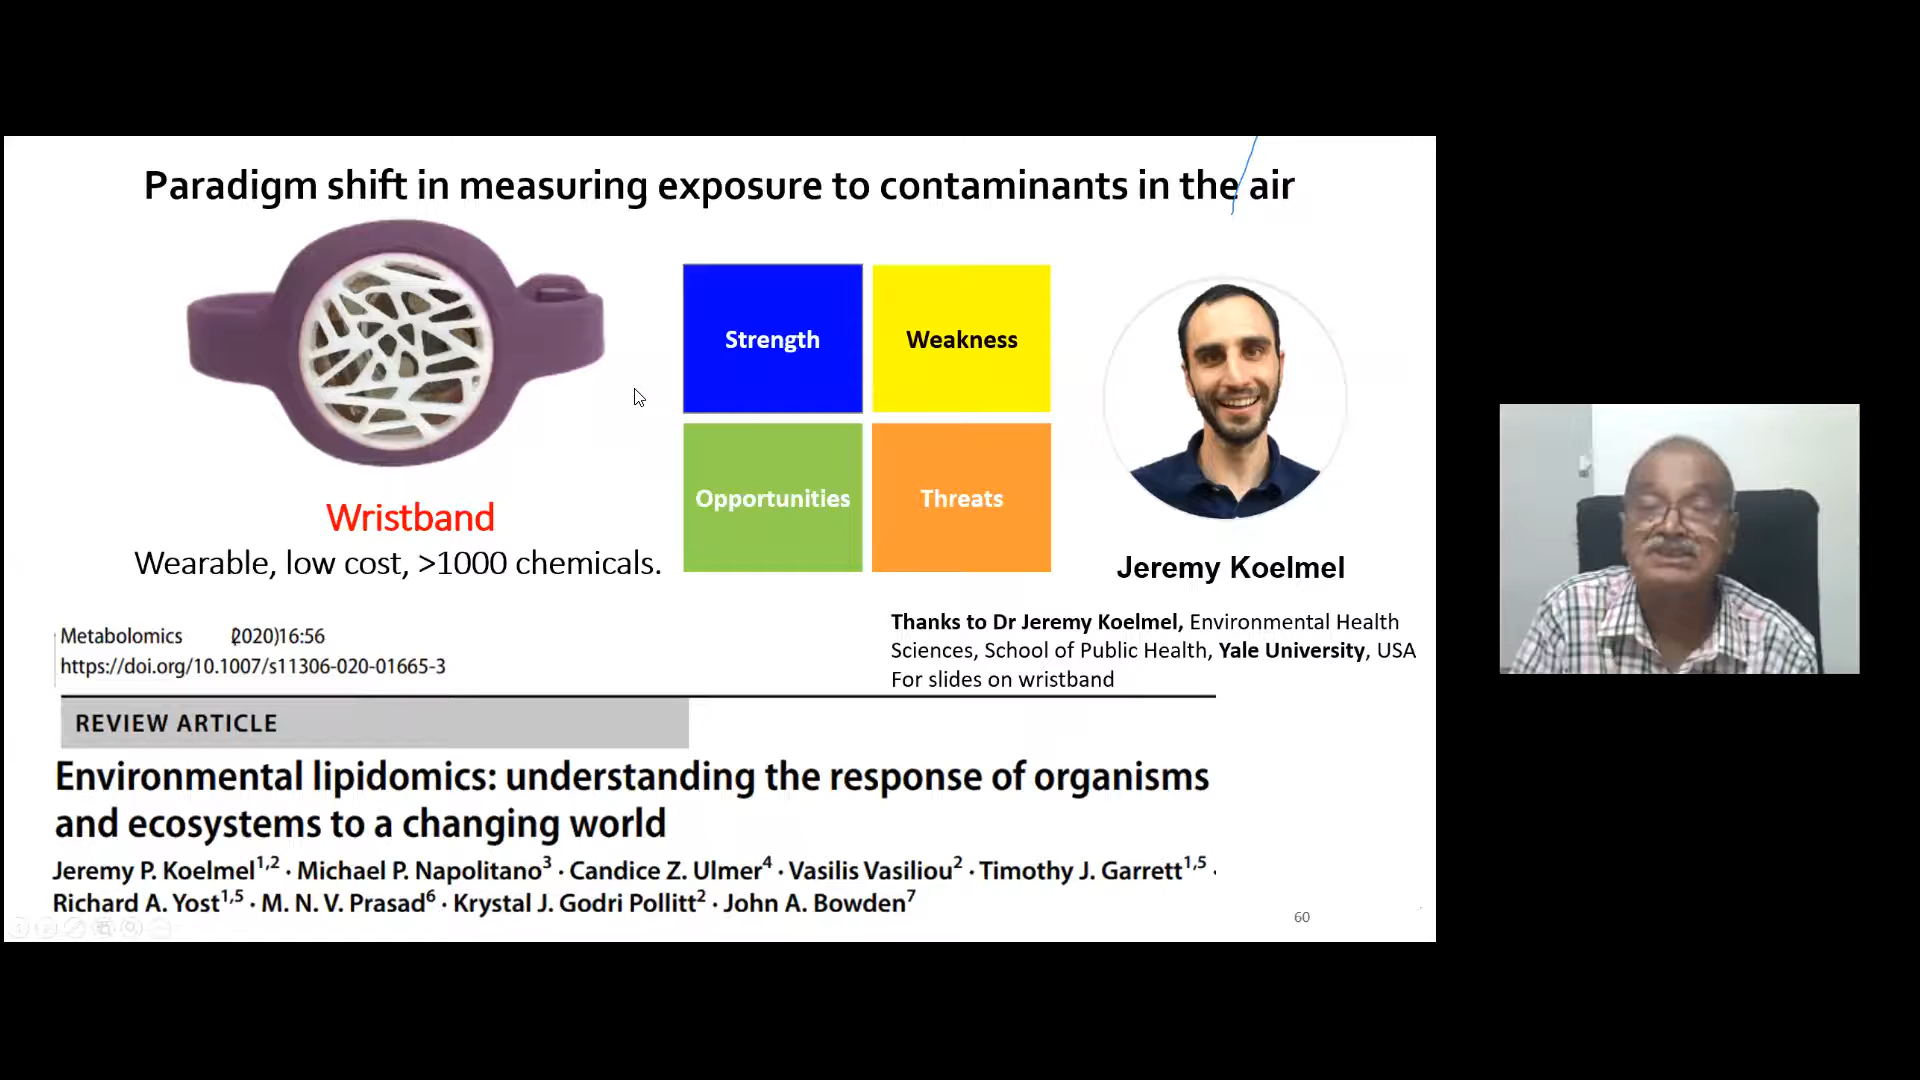 Paradigm shift in measuring exposure to contaminants in the air
Strength
Weakness
Opportunities
Threats
Wristband
Wearable, low cost, >1000 chemicals.
Jeremy Koelmel
Thanks to Dr Jeremy Koelmel, Environmental Health
Sciences, School of Public Health, Yale University, USA
For slides on wristband
Metabolomics (2020)16:56
https://doi.org/10.1007/s11306-020-01665-3
REVIEW ARTICLE
Environmental lipidomics: understanding the response of organisms
and ecosystems to a changing world
Jeremy P. Koelmel1,2 · Michael P. Napolitano3 · Candice Z. Ulmer4 · Vasilis Vasiliou2 · Timothy J. Garrett1,5 ·
Richard A. Yost1,5 · M. N. V. Prasad6 · Krystal J. Godri Pollitt2 · John A. Bowden7
60